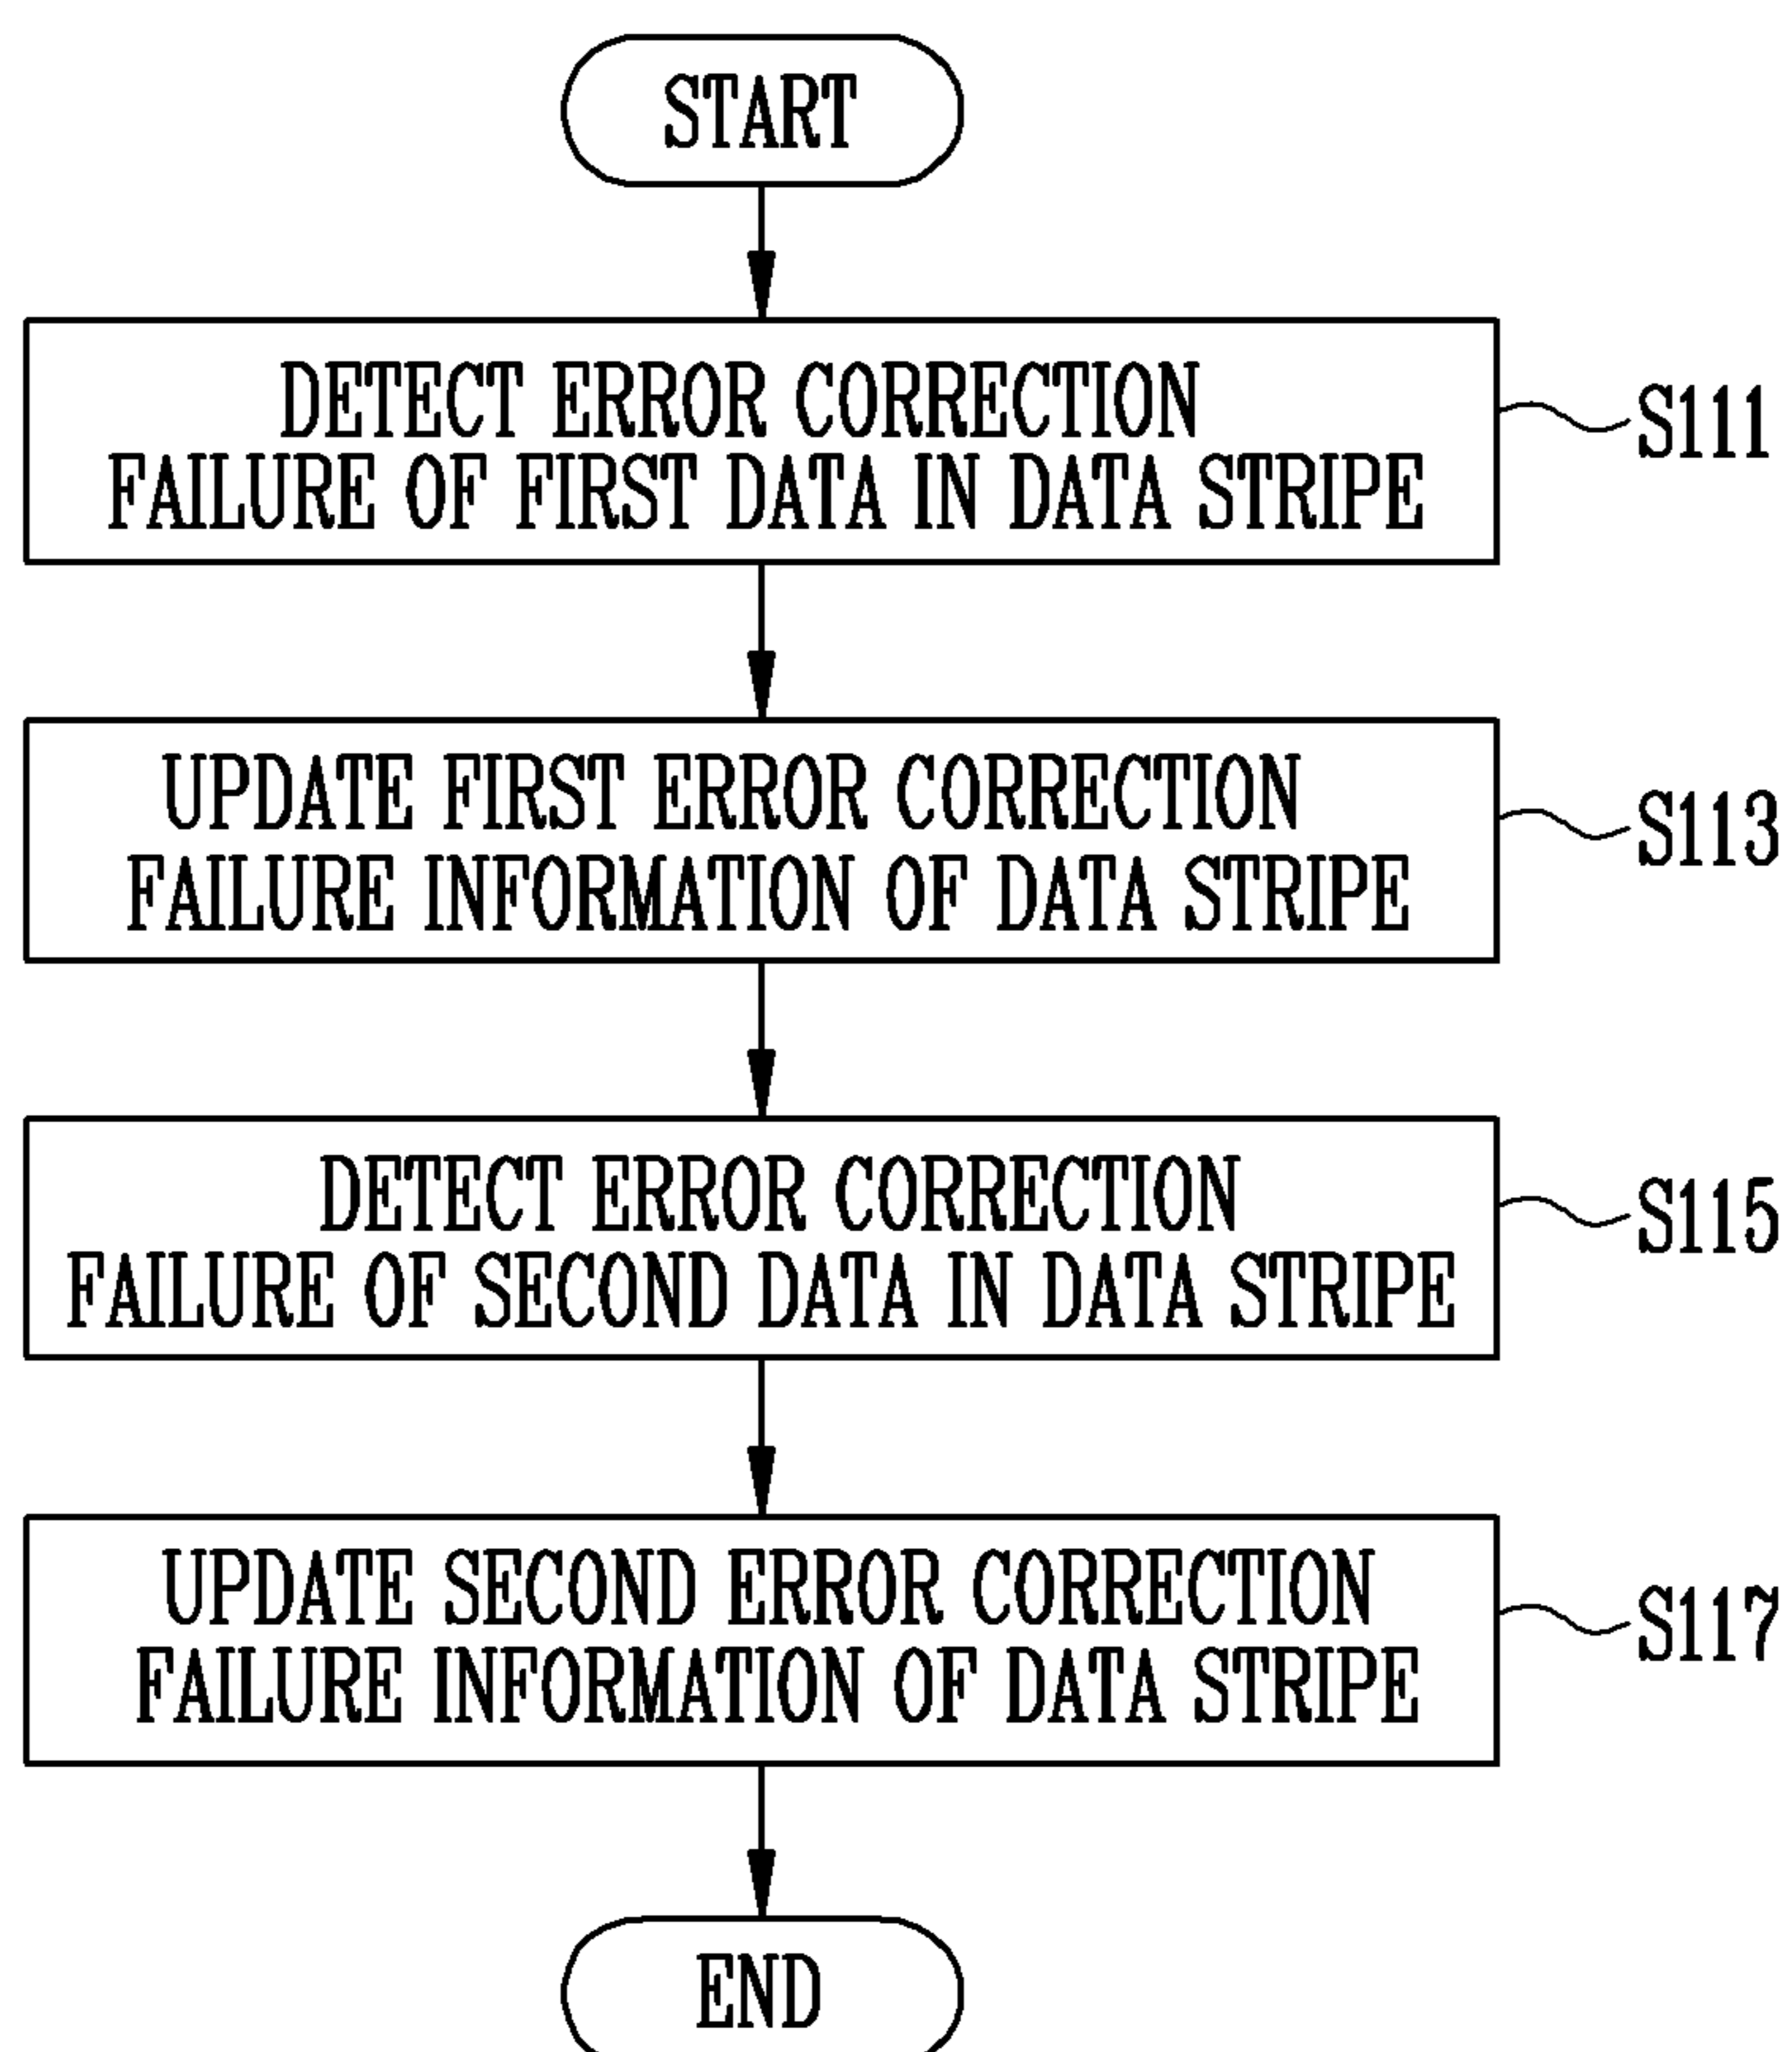 START
DETECT ERROR CORRECTION
FAILURE OF FIRST DATA IN DATA STRIPE
S111
UPDATE FIRST ERROR CORRECTION
FAILURE INFORMATION OF DATA STRIPE
S113
DETECT ERROR CORRECTION
FAILURE OF SECOND DATA IN DATA STRIPE
S115
UPDATE SECOND ERROR CORRECTION
FAILURE INFORMATION OF DATA STRIPE
S117
END